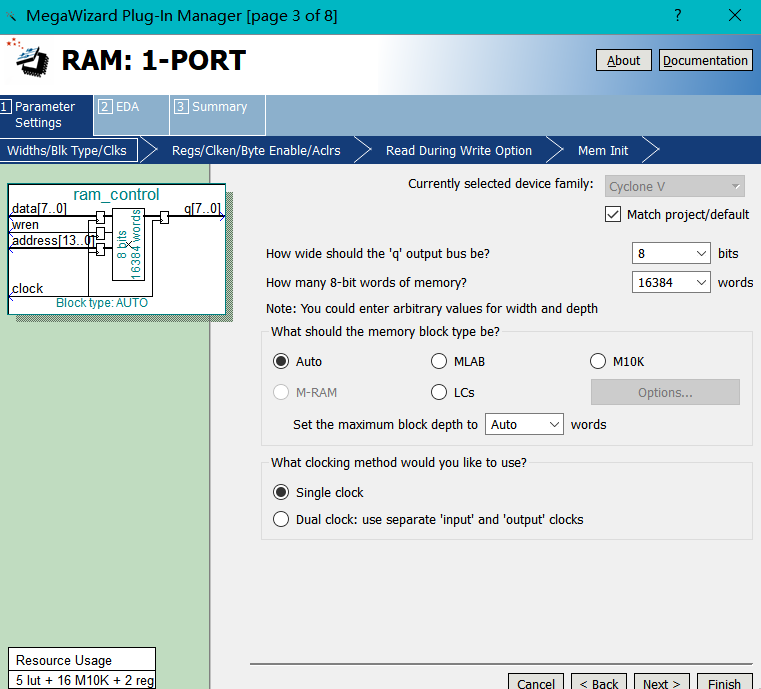 MegaWizard Plug-In Manager [page 3 of 8]
?
RAM: 1-PORT
About
Documentation
1 Parameter Settings
2 EDA
3 Summary
Widths/Blk Type/Clks
Regs/Clken/Byte Enable/Aclrs
Read During Write Option
Mem Init
ram_control
data[7..0]
wren
address[13..0]
clock
q[7..0]
8 bits
16384 words
Block type: AUTO
Currently selected device family:
Cyclone V
Match project/default
How wide should the 'q' output bus be?
8
bits
How many 8-bit words of memory?
16384
words
Note: You could enter arbitrary values for width and depth
What should the memory block type be?
Auto
MLAB
M10K
M-RAM
LCs
Options...
Set the maximum block depth to
Auto
words
What clocking method would you like to use?
Single clock
Dual clock: use separate 'input' and 'output' clocks
Resource Usage
5 lut + 16 M10K + 2 reg
Cancel
< Back
Next >
Finish